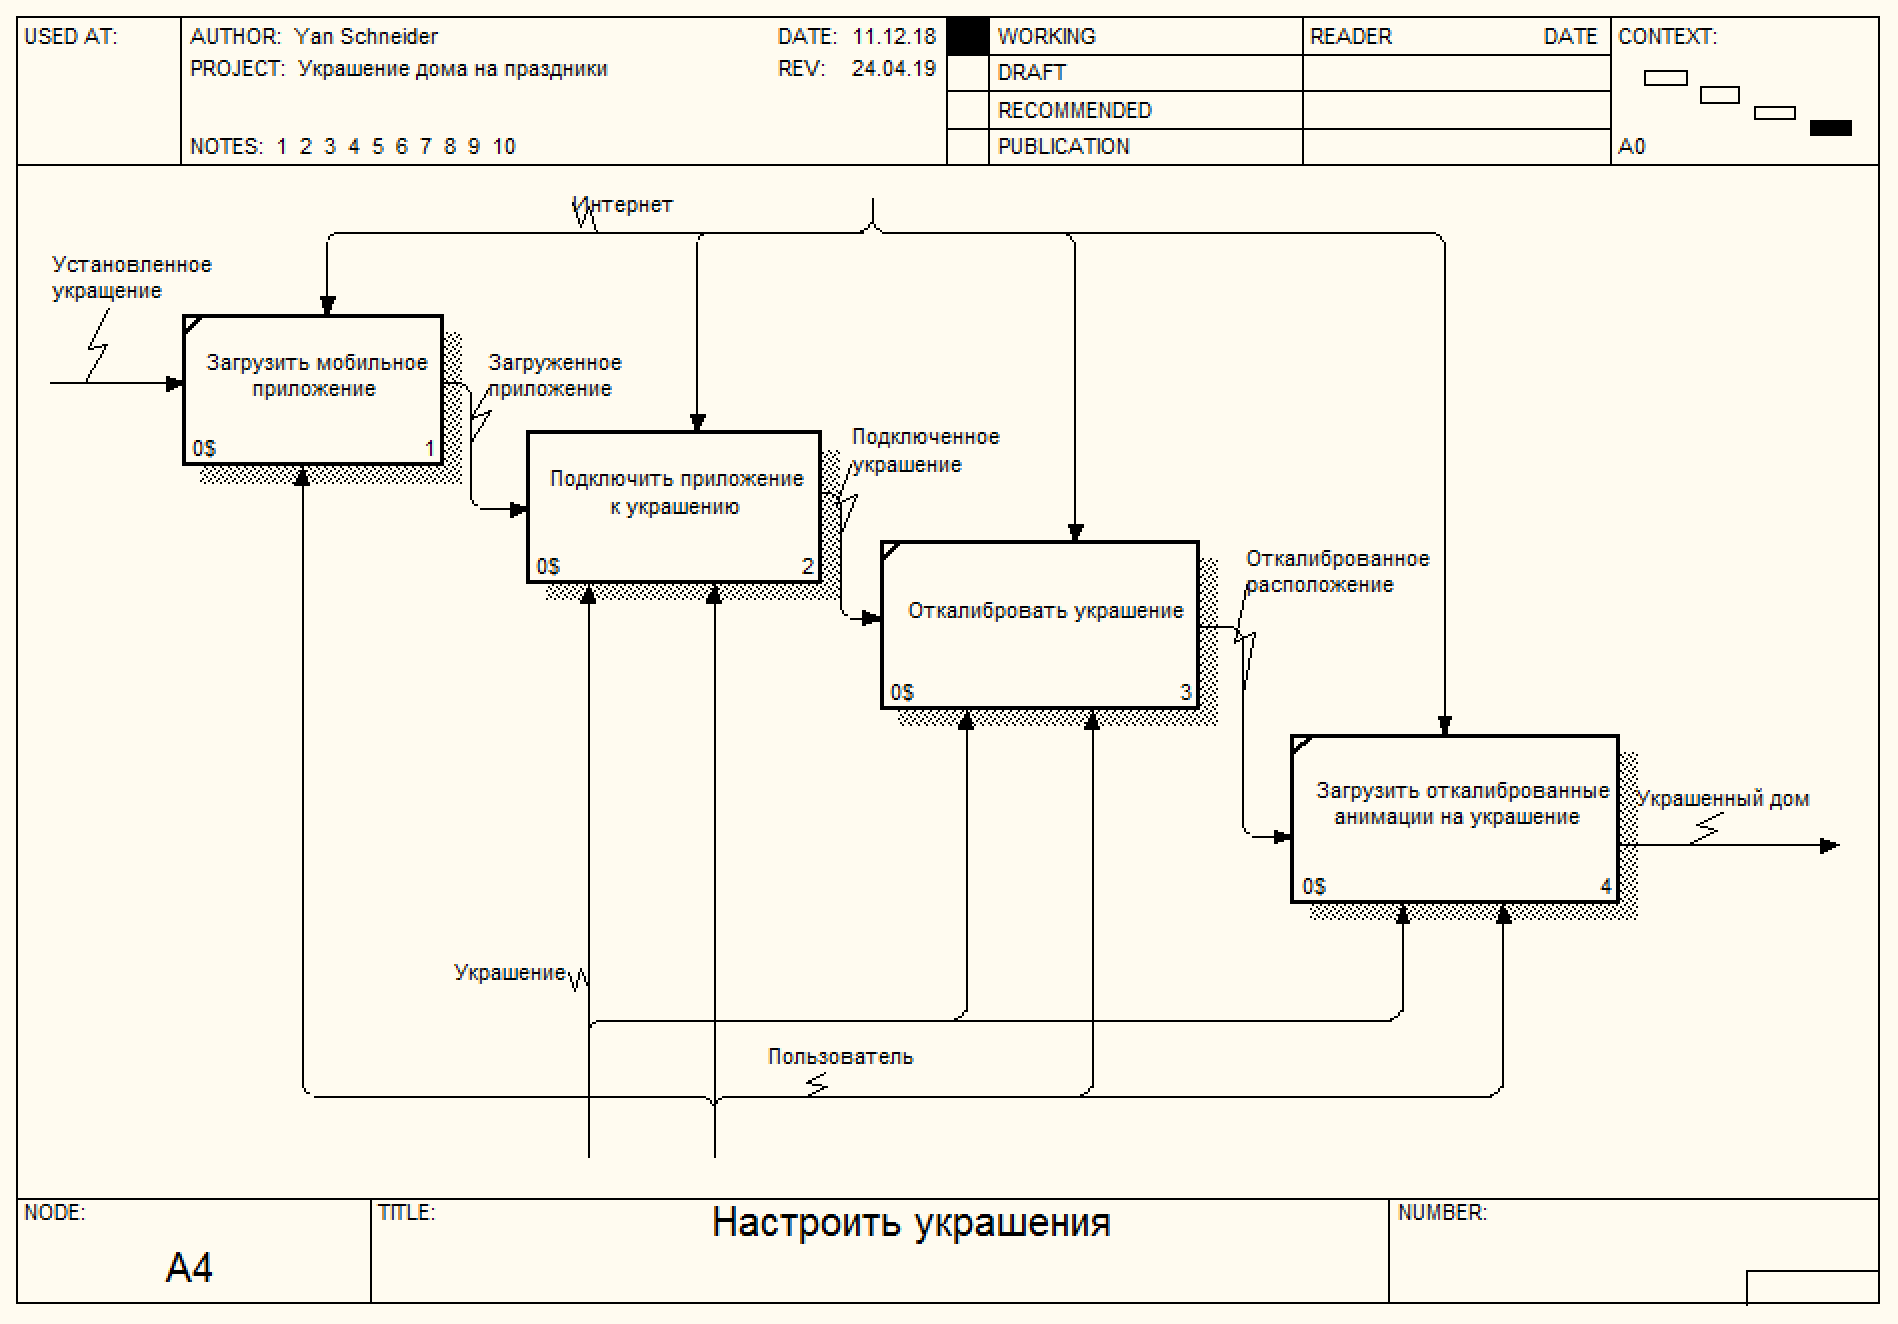 USED AT:
AUTHOR: Yan Schneider
DATE: 11.12.18
PROJECT: Украшение дома на праздники
REV: 24.04.19
NOTES: 1 2 3 4 5 6 7 8 9 10
WORKING
DRAFT
RECOMMENDED
PUBLICATION
READER
DATE
CONTEXT:
A0
Интернет
Установленное
укращение
Загрузить мобильное
приложение
0$
1
Загруженное
приложение
Подключить приложение
к украшению
0$
2
Подключенное
украшение
Откалибровать украшение
0$
3
Откалиброванное
расположение
Загрузить откалиброванные
анимации на украшение
0$
4
Украшенный дом
Украшение
Пользователь
NODE:
A4
TITLE:
Настроить украшения
NUMBER: